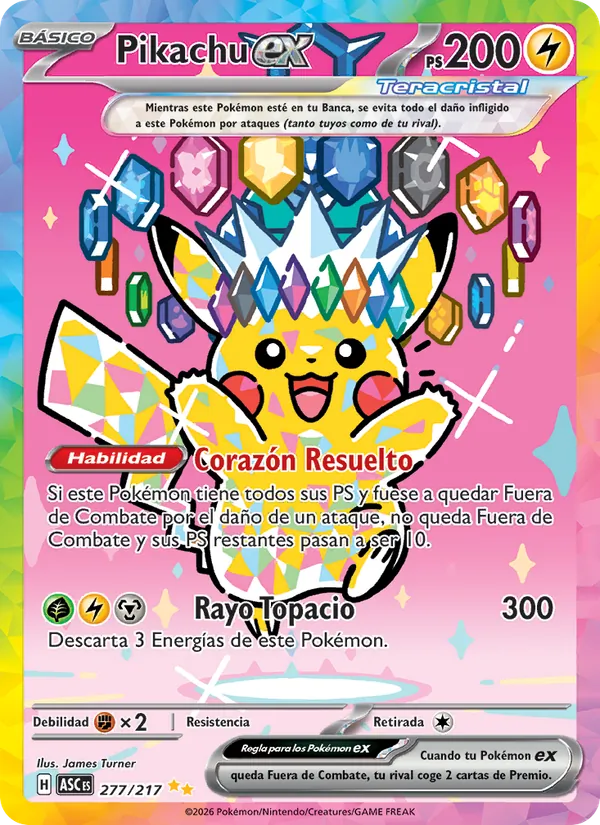 BÁSICO
Pikachu ex
PS 200
Teracristal
Mientras este Pokémon esté en tu Banca, se evita todo el daño infligido
a este Pokémon por ataques (tanto tuyos como de tu rival).
Habilidad Corazón Resuelto
Si este Pokémon tiene todos sus PS y fuese a quedar Fuera
de Combate por el daño de un ataque, no queda Fuera de
Combate y sus PS restantes pasan a ser 10.
Rayo Topacio 300
Descarta 3 Energías de este Pokémon.
Debilidad ×2 Resistencia Retirada
Ilus. James Turner
Regla para los Pokémon ex
Cuando tu Pokémon ex
queda Fuera de Combate, tu rival coge 2 cartas de Premio.
H ASC ES 277/217
©2026 Pokémon/Nintendo/Creatures/GAME FREAK